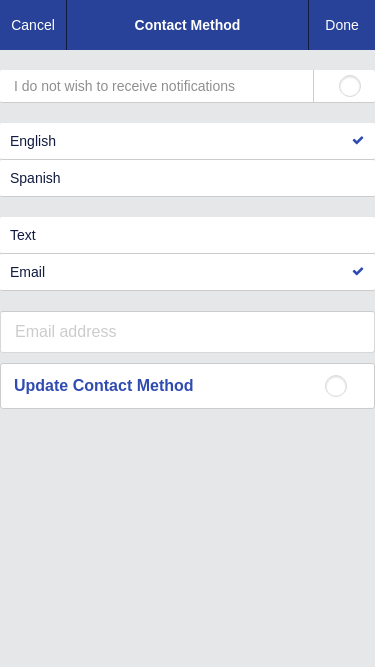 Cancel
Contact Method
Done
I do not wish to receive notifications
English
Spanish
Text
Email
Email address
Update Contact Method